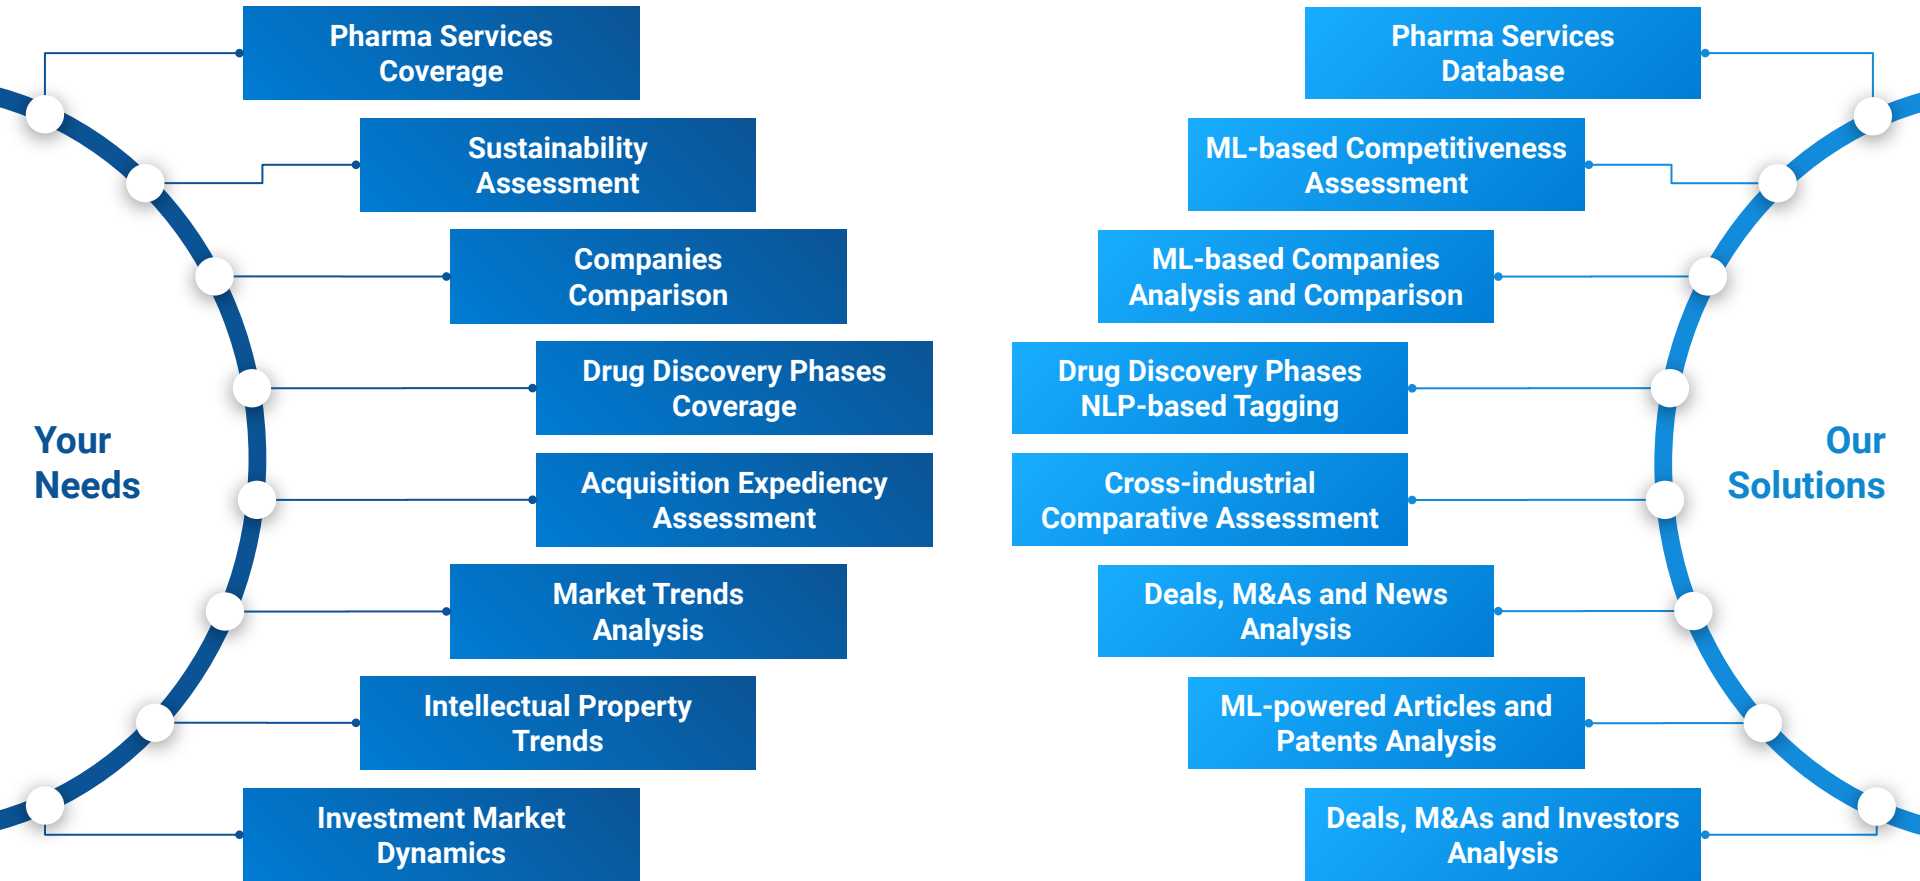 Your
Needs
Pharma Services
Coverage
Sustainability
Assessment
Companies
Comparison
Drug Discovery Phases
Coverage
Acquisition Expediency
Assessment
Market Trends
Analysis
Intellectual Property
Trends
Investment Market
Dynamics
Pharma Services
Database
ML-based Competitiveness
Assessment
ML-based Companies
Analysis and Comparison
Drug Discovery Phases
NLP-based Tagging
Cross-industrial
Comparative Assessment
Deals, M&As and News
Analysis
ML-powered Articles and
Patents Analysis
Deals, M&As and Investors
Analysis
Our
Solutions